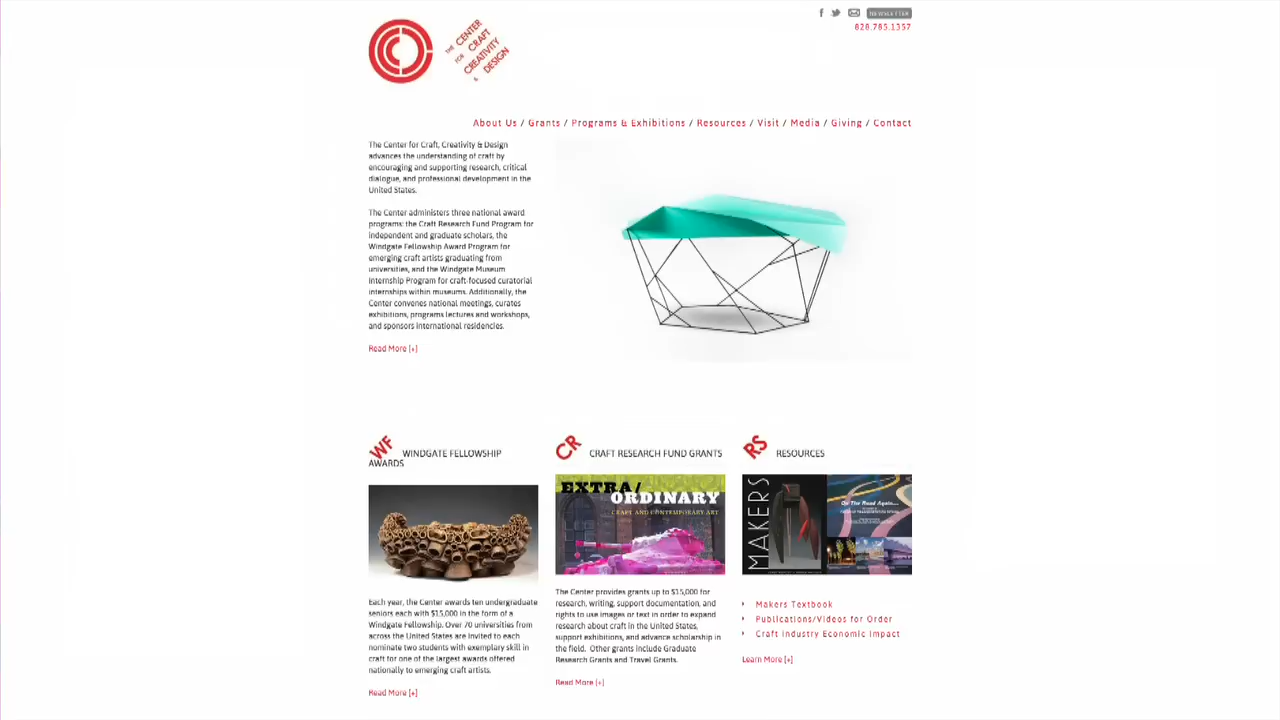 NEWSLETTER
828.785.1357
THE CENTER
FOR CRAFT
CREATIVITY
& DESIGN
About Us / Grants / Programs & Exhibitions / Resources / Visit / Media / Giving / Contact
The Center for Craft, Creativity & Design
advances the understanding of craft by
encouraging and supporting research, critical
dialogue, and professional development in the
United States.
The Center administers three national award
programs: the Craft Research Fund Program for
independent and graduate scholars, the
Windgate Fellowship Award Program for
emerging craft artists graduating from
universities, and the Windgate Museum
Internship Program for craft-focused curatorial
internships within museums. Additionally, the
Center convenes national meetings, curates
exhibitions, programs lectures and workshops,
and sponsors international residencies.
Read More [+]
WF WINDGATE FELLOWSHIP
AWARDS
Each year, the Center awards ten undergraduate
seniors each with $15,000 in the form of a
Windgate Fellowship. Over 70 universities from
across the United States are invited to each
nominate two students with exemplary skill in
craft for one of the largest awards offered
nationally to emerging craft artists.
Read More [+]
CR CRAFT RESEARCH FUND GRANTS
EXTRA/
ORDINARY
CRAFT AND CONTEMPORARY ART
The Center provides grants up to $15,000 for
research, writing, support documentation, and
rights to use images or text in order to expand
research about craft in the United States,
support exhibitions, and advance scholarship in
the field. Other grants include Graduate
Research Grants and Travel Grants.
Read More [+]
RS RESOURCES
MAKERS
On The Road Again....
Makers Textbook
Publications/Videos for Order
Craft Industry Economic Impact
Learn More [+]